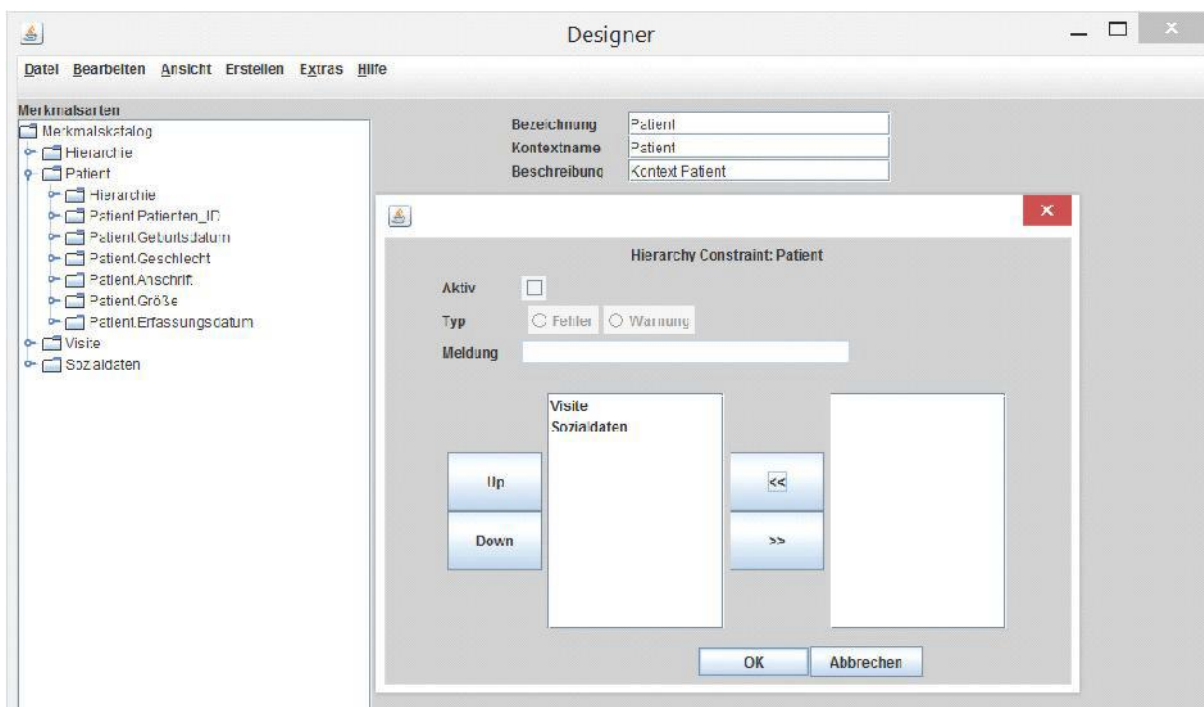 Designer
Datei Bearbeiten Ansicht Erstellen Extras Hilfe
Merkmalsarten
Merkmalskatalog
Hierarchie
Patient
Hierarchie
Patient.Patienten_ID
Patient.Geburtsdatum
Patient.Geschlecht
Patient.Anschrift
Patient.Größe
Patient.Erfassungsdatum
Visite
Sozialdaten
Bezeichnung Patient
Kontextname Patient
Beschreibung Kontext Patient
Hierarchy Constraint: Patient
Aktiv
Typ Fehler Warnung
Meldung
Visite
Sozialdaten
Up <<
Down >>
OK Abbrechen